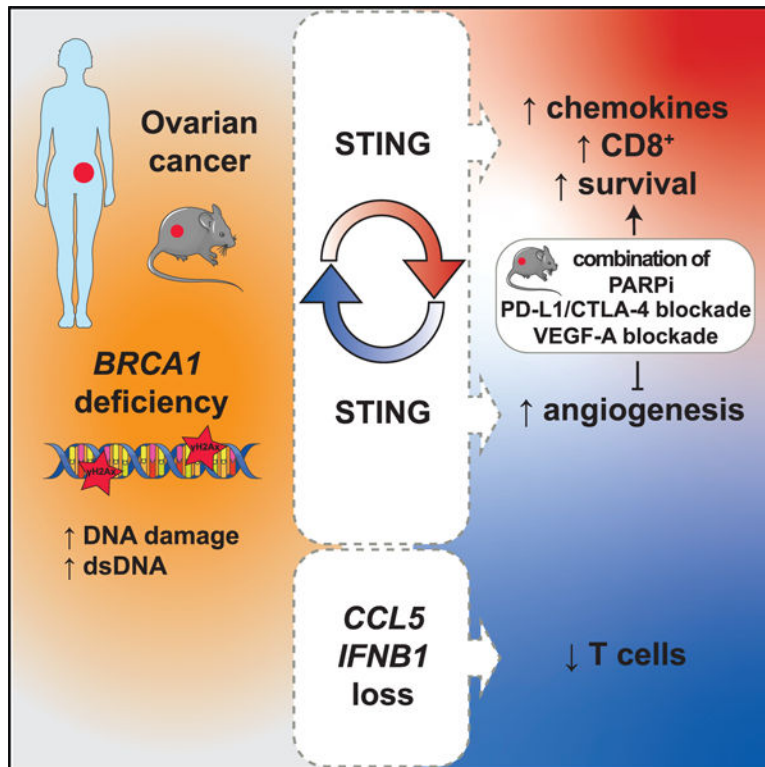 Ovarian
cancer
BRCA1
deficiency
γH2Ax
γH2Ax
↑ DNA damage
↑ dsDNA
STING
STING
CCL5
IFNB1
loss
↑ chemokines
↑ CD8⁺
↑ survival
combination of
PARPi
PD-L1/CTLA-4 blockade
VEGF-A blockade
↑ angiogenesis
↓ T cells